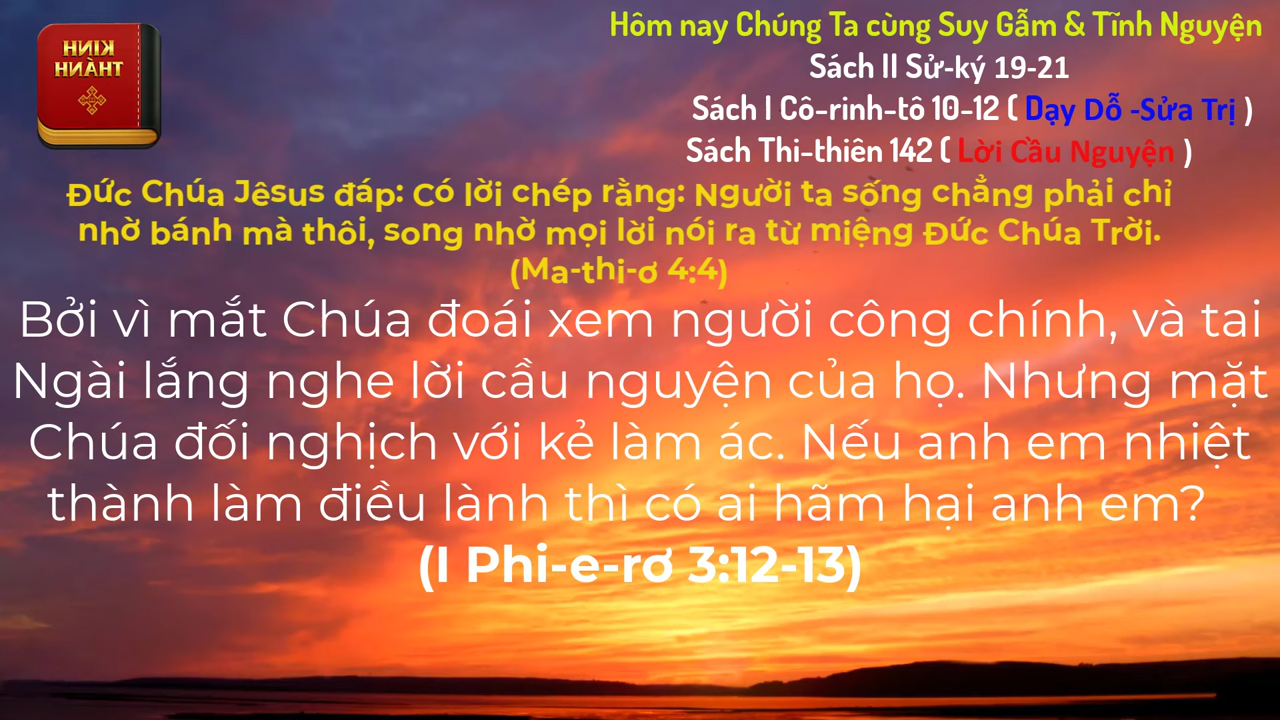 KINH
THÀNH
Hôm nay Chúng Ta cùng Suy Gẫm & Tĩnh Nguyện
Sách II Sử-ký 19-21
Sách I Cô-rinh-tô 10-12 ( Dạy Dỗ -Sửa Trị )
Sách Thi-thiên 142 ( Lời Cầu Nguyện )
Đức Chúa Jêsus đáp: Có lời chép rằng: Người ta sống chẳng phải chỉ
nhờ bánh mà thôi, song nhờ mọi lời nói ra từ miệng Đức Chúa Trời.
(Ma-thi-ơ 4:4)
Bởi vì mắt Chúa đoái xem người công chính, và tai
Ngài lắng nghe lời cầu nguyện của họ. Nhưng mặt
Chúa đối nghịch với kẻ làm ác. Nếu anh em nhiệt
thành làm điều lành thì có ai hãm hại anh em?
(I Phi-e-rơ 3:12-13)